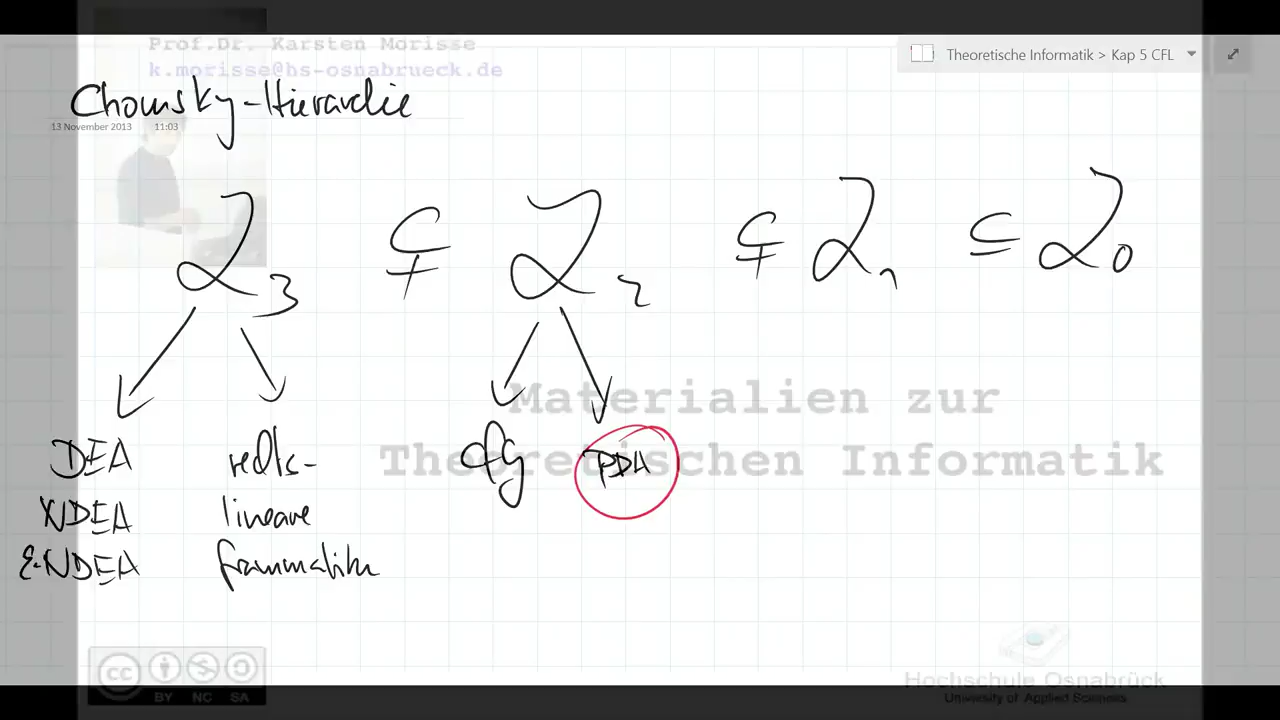 Prof.Dr. Karsten Morisse
k.morisse@hs-osnabrueck.de
Theoretische Informatik > Kap 5 CFL
Chomsky-Hierarchie
13 November 2013 11:03
ℒ3 ⊊ ℒ2 ⊊ ℒ1 ⊆ ℒ0
Materialien zur
Theoretischen Informatik
DEA rechts- cfg PDA
NDEA lineare
ε-NDEA Grammatik
cc BY NC SA
Hochschule Osnabrück
University of Applied Sciences